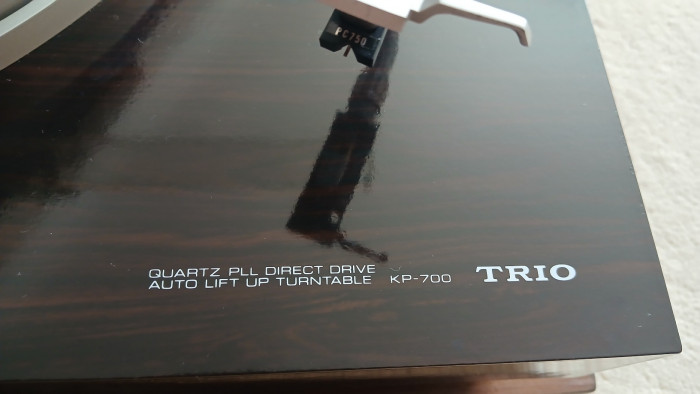 PC750
QUARTZ PLL DIRECT DRIVE
AUTO LIFT UP TURNTABLE KP-700 TRIO